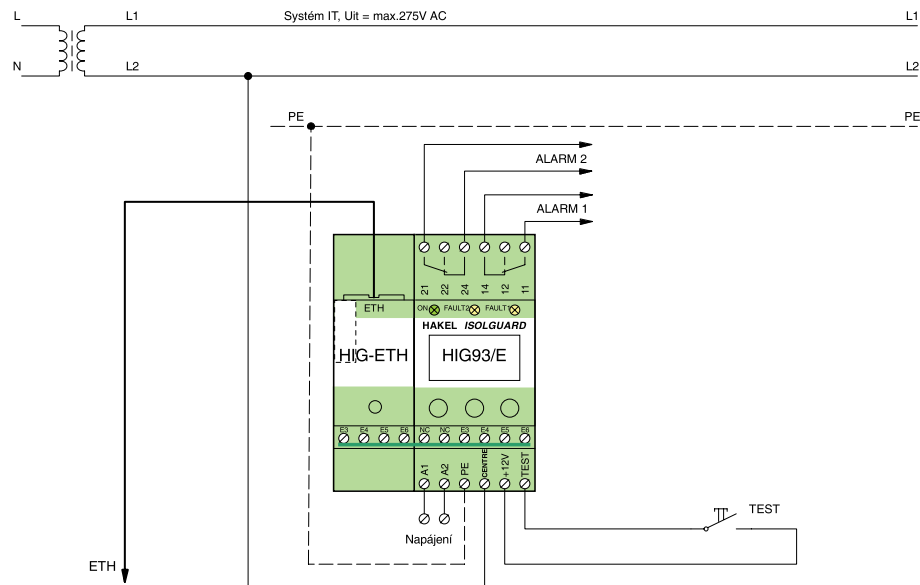 L L1 Systém IT, Uit = max.275V AC L1
N L2 L2
PE PE
ALARM 2
ALARM 1
21 22 24 14 12 11
ETH ON FAULT2 FAULT1
HAKEL ISOLGUARD
HIG-ETH HIG93/E
E3 E4 E5 E6 NC NC E3 E4 E5 E6
A1 A2 PE CENTRE +12V TEST
TEST
Napájení
ETH